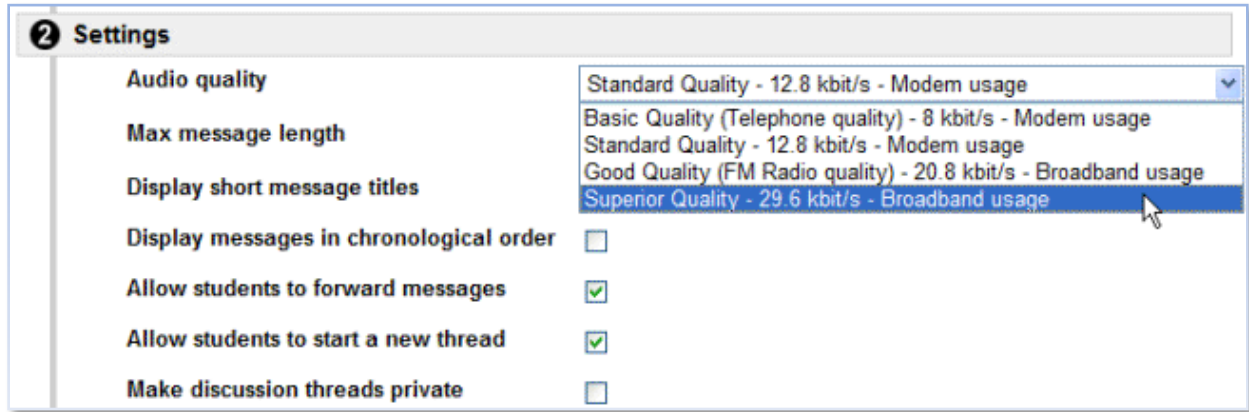 2 Settings
Audio quality
Standard Quality - 12.8 kbit/s - Modem usage
Basic Quality (Telephone quality) - 8 kbit/s - Modem usage
Max message length
Standard Quality - 12.8 kbit/s - Modem usage
Good Quality (FM Radio quality) - 20.8 kbit/s - Broadband usage
Display short message titles
Superior Quality - 29.6 kbit/s - Broadband usage
Display messages in chronological order
Allow students to forward messages
Allow students to start a new thread
Make discussion threads private